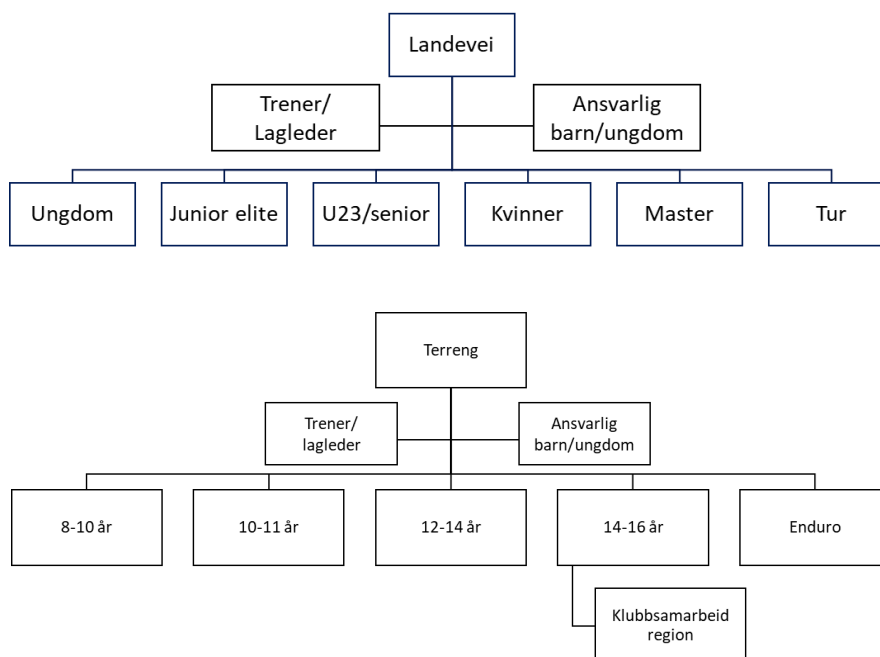 Landevei
Trener/
Lagleder
Ansvarlig
barn/ungdom
Ungdom
Junior elite
U23/senior
Kvinner
Master
Tur
Terreng
Trener/
lagleder
Ansvarlig
barn/ungdom
8-10 år
10-11 år
12-14 år
14-16 år
Enduro
Klubbsamarbeid
region